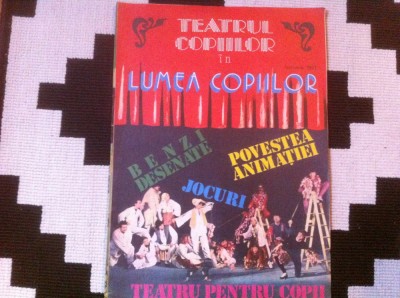 TEATRUL
COPIILOR
în
LUMEA COPIILOR
BENZI
DESENATE
POVESTEA
ANIMAȚIEI
JOCURI
TEATRU PENTRU COPII